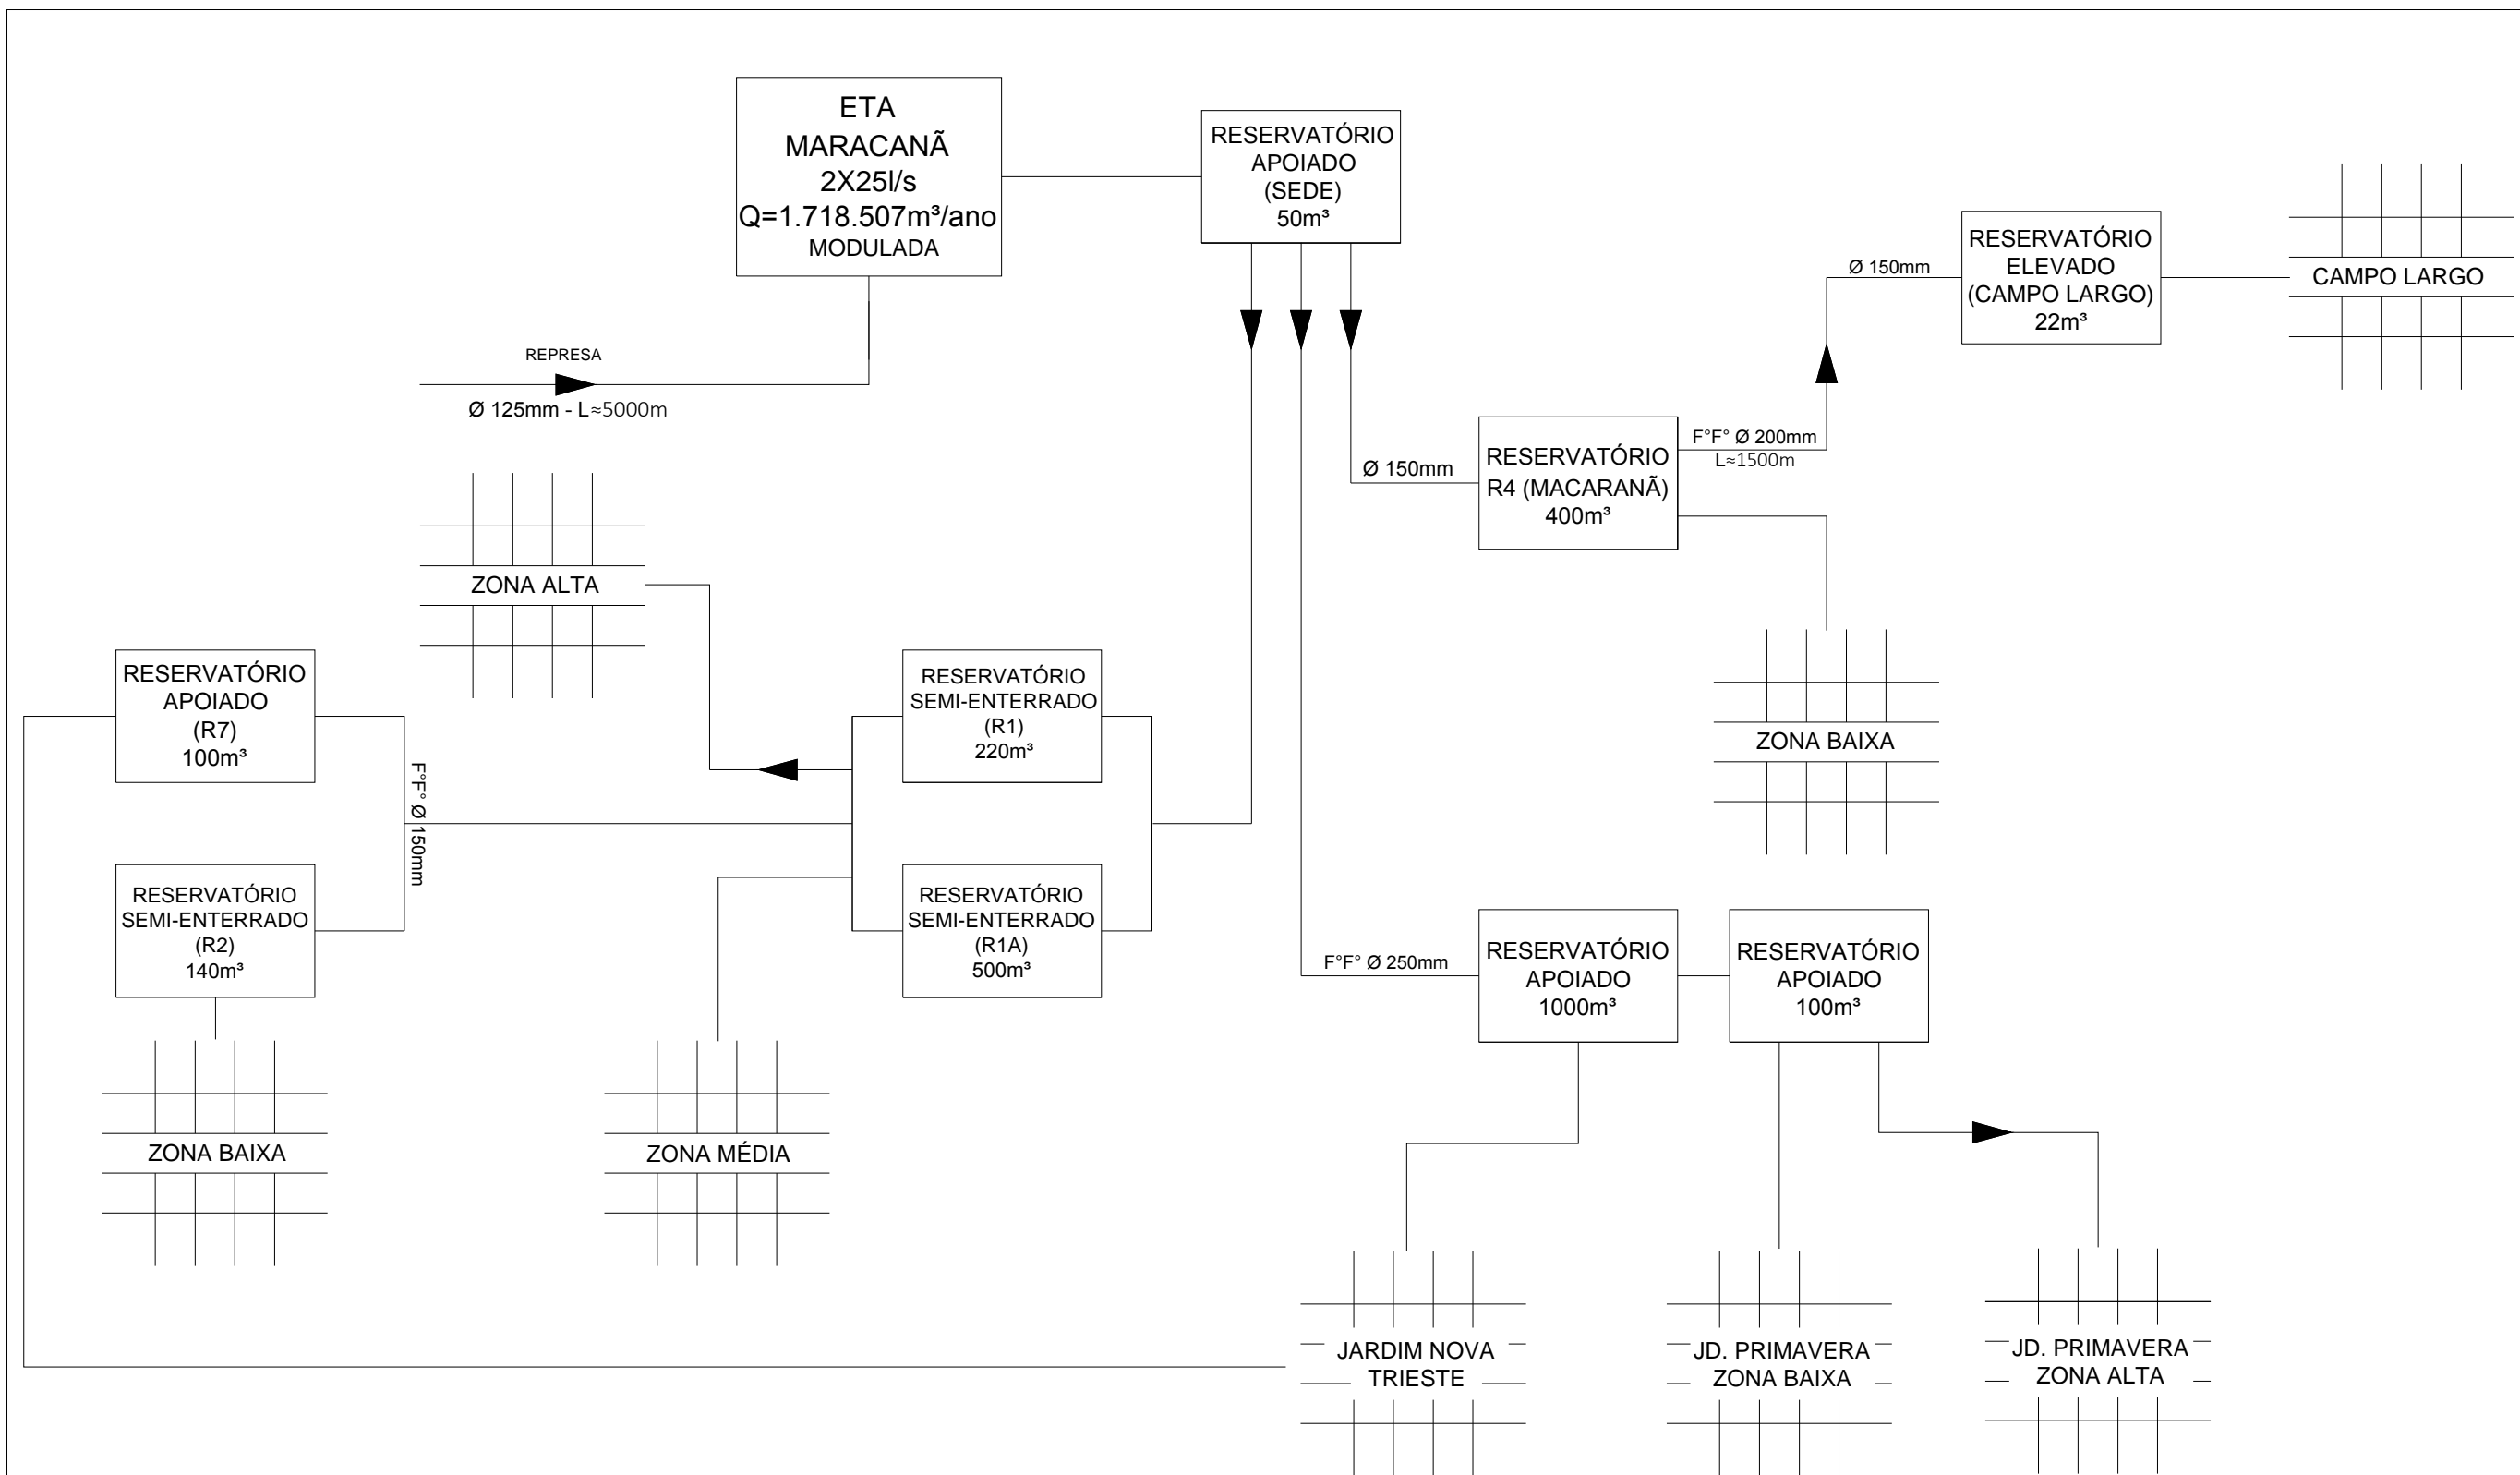 ETA
MARACANÃ
2X25l/s
Q=1.718.507m³/ano
MODULADA
RESERVATÓRIO
APOIADO
(SEDE)
50m³
RESERVATÓRIO
ELEVADO
(CAMPO LARGO)
22m³
Ø 150mm
CAMPO LARGO
REPRESA
Ø 125mm - L≈5000m
F°F° Ø 200mm
L≈1500m
Ø 150mm
RESERVATÓRIO
R4 (MACARANÃ)
400m³
ZONA ALTA
RESERVATÓRIO
APOIADO
(R7)
100m³
RESERVATÓRIO
SEMI-ENTERRADO
(R1)
220m³
ZONA BAIXA
F°F° Ø 150mm
RESERVATÓRIO
SEMI-ENTERRADO
(R2)
140m³
RESERVATÓRIO
SEMI-ENTERRADO
(R1A)
500m³
F°F° Ø 250mm
RESERVATÓRIO
APOIADO
1000m³
RESERVATÓRIO
APOIADO
100m³
ZONA BAIXA
ZONA MÉDIA
JARDIM NOVA
TRIESTE
JD. PRIMAVERA
ZONA BAIXA
JD. PRIMAVERA
ZONA ALTA